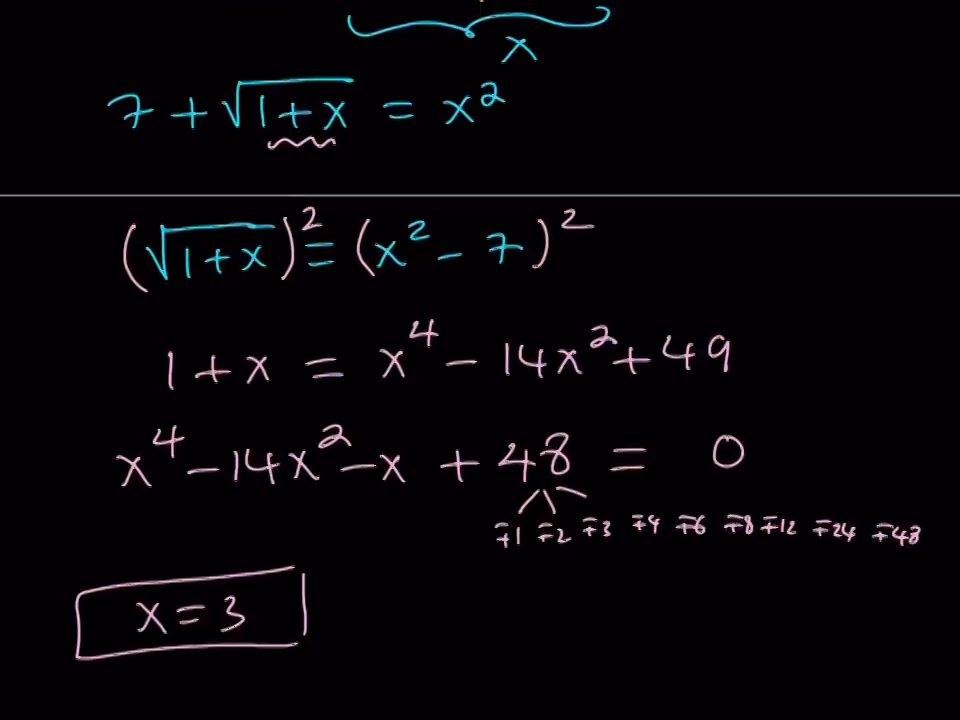 x
7 + √(1 + x) = x²
(√(1 + x))² = (x² - 7)²
1 + x = x⁴ - 14x² + 49
x⁴ - 14x² - x + 48 = 0
∓1 ∓2 ∓3 ∓4 ∓6 ∓8 ∓12 ∓24 ∓48
x = 3